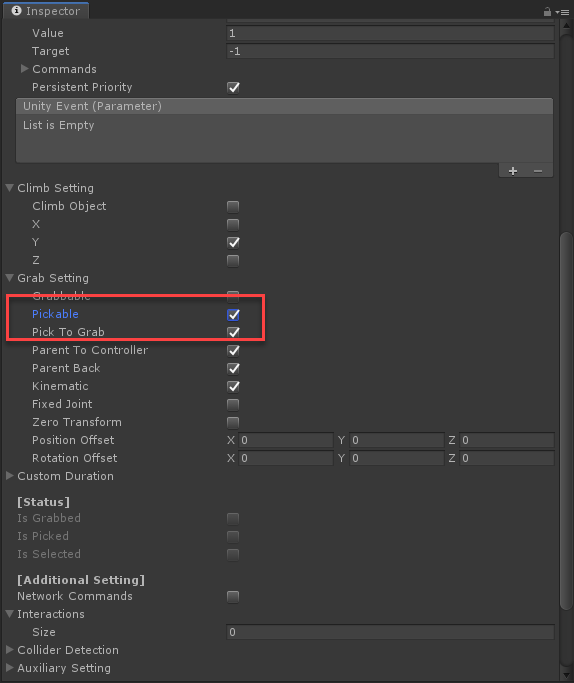 Inspector
Value 1
Target -1
Commands
Persistent Priority
Unity Event (Parameter)
List is Empty
Climb Setting
Climb Object
X
Y
Z
Grab Setting
Grabbable
Pickable
Pick To Grab
Parent To Controller
Parent Back
Kinematic
Fixed Joint
Zero Transform
Position Offset X 0 Y 0 Z 0
Rotation Offset X 0 Y 0 Z 0
Custom Duration
[Status]
Is Grabbed
Is Picked
Is Selected
[Additional Setting]
Network Commands
Interactions
Size 0
Collider Detection
Auxiliary Setting